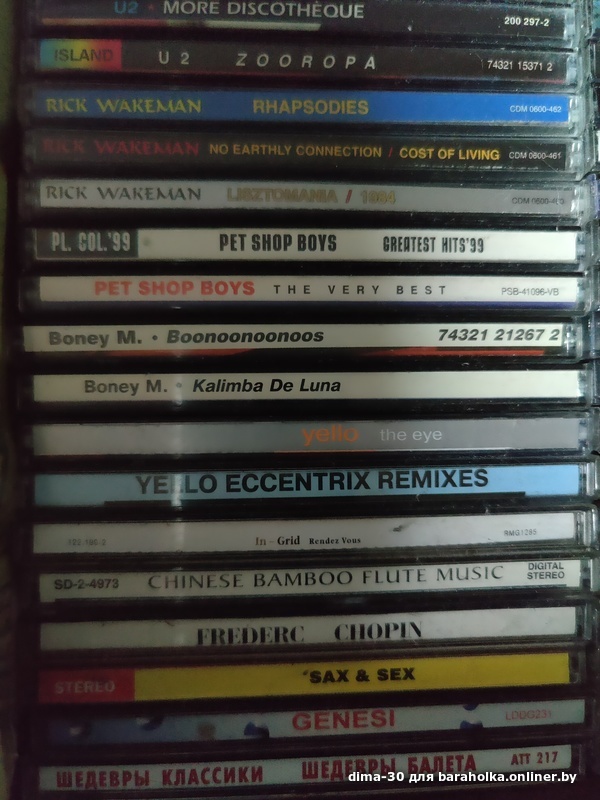 U2 • MORE DISCOTHÈQUE 200 297-2
ISLAND U2 ZOOROPA 74321 15371 2
RICK WAKEMAN RHAPSODIES CDM 0600-462
RICK WAKEMAN NO EARTHLY CONNECTION / COST OF LIVING CDM 0600-461
RICK WAKEMAN LISZTOMANIA / 1984
PL. COL.'99 PET SHOP BOYS GREATEST HITS'99
PET SHOP BOYS THE VERY BEST PSB-41096-VB
Boney M. • Boonoonoonoos 74321 21267 2
Boney M. • Kalimba De Luna
yello the eye
YELLO ECCENTRIX REMIXES
In-Grid Rendez Vous
SD-2-4973 CHINESE BAMBOO FLUTE MUSIC DIGITAL STEREO
FREDERC CHOPIN
STEREO 'SAX & SEX
GENESI
ШЕДЕВРЫ КЛАССИКИ ШЕДЕВРЫ БАЛЕТА ATT 217
dima-30 для baraholka.onliner.by